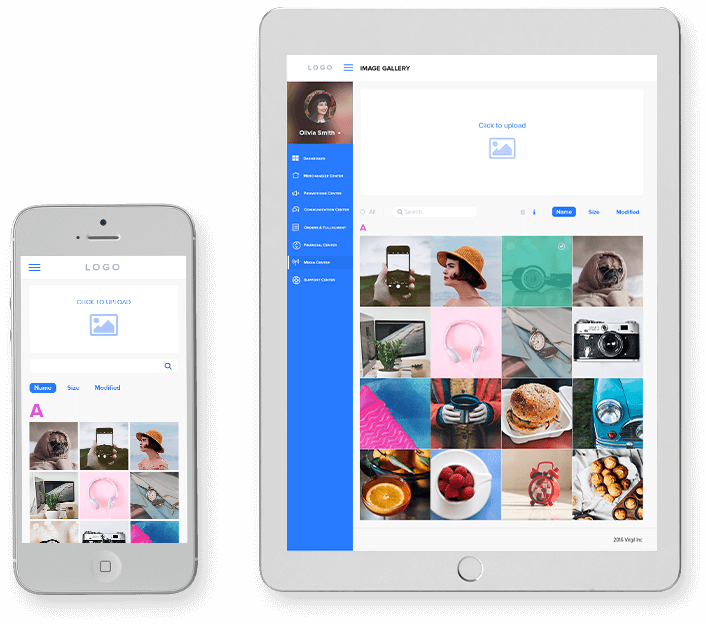 LOGO
IMAGE GALLERY
Olivia Smith
Click to upload
Dashboard
Merchandize Center
Promotions Center
Communication Center
Orders & Fulfillment
Financial Center
Media Center
Support Center
All
Search
Name
Size
Modified
A
2016 Virgil Inc
LOGO
CLICK TO UPLOAD
Name
Size
Modified
A